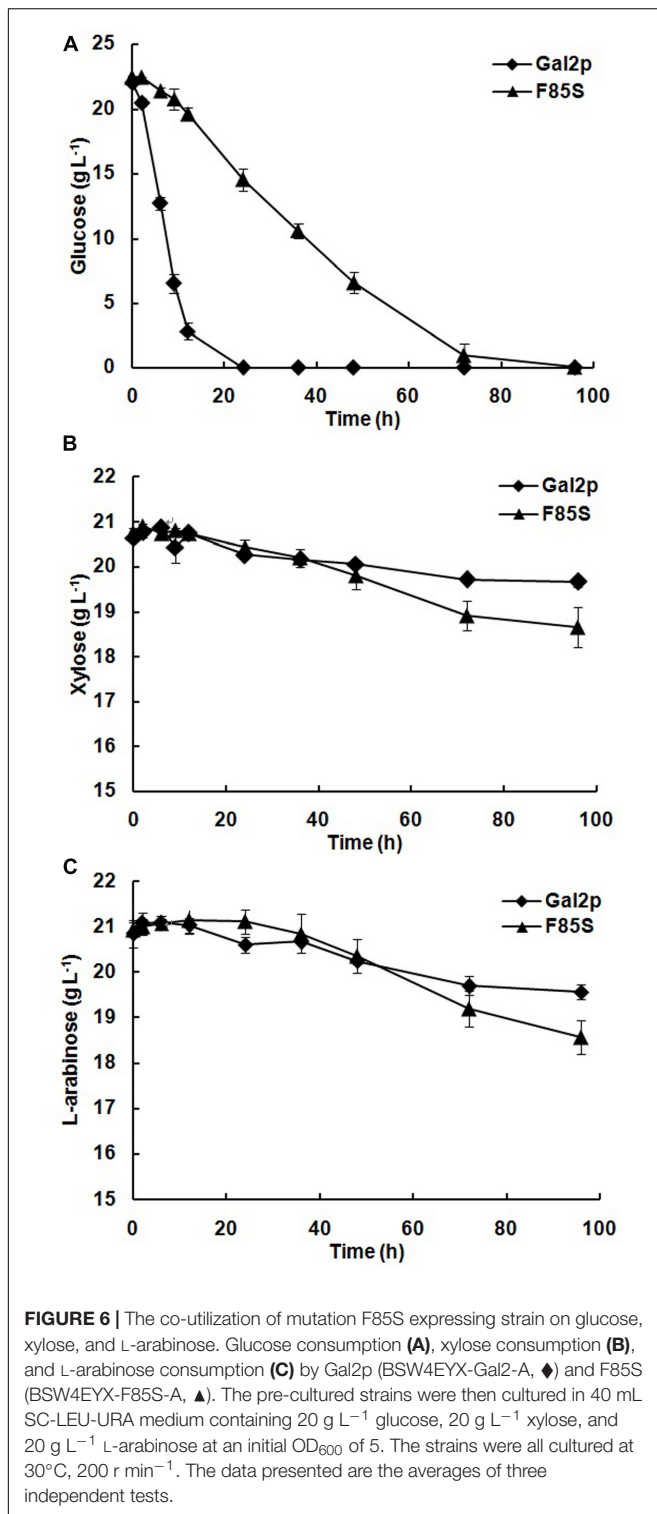 A
Gal2p
F85S
Glucose (g L⁻¹)
25
20
15
10
5
0
0 20 40 60 80 100
Time (h)
B
Gal2p
F85S
Xylose (g L⁻¹)
22
21
20
19
18
17
16
15
0 20 40 60 80 100
Time (h)
C
Gal2p
F85S
L-arabinose (g L⁻¹)
22
21
20
19
18
17
16
15
0 20 40 60 80 100
Time (h)
FIGURE 6 | The co-utilization of mutation F85S expressing strain on glucose,
xylose, and L-arabinose. Glucose consumption (A), xylose consumption (B),
and L-arabinose consumption (C) by Gal2p (BSW4EYX-Gal2-A, ♦) and F85S
(BSW4EYX-F85S-A, ▲). The pre-cultured strains were then cultured in 40 mL
SC-LEU-URA medium containing 20 g L⁻¹ glucose, 20 g L⁻¹ xylose, and
20 g L⁻¹ L-arabinose at an initial OD₆₀₀ of 5. The strains were all cultured at
30°C, 200 r min⁻¹. The data presented are the averages of three
independent tests.